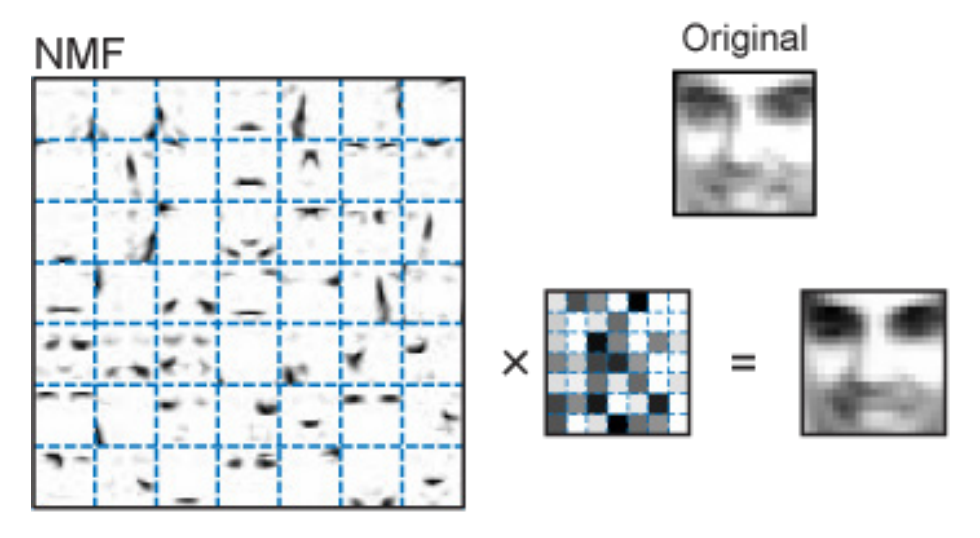 NMF
Original
× =